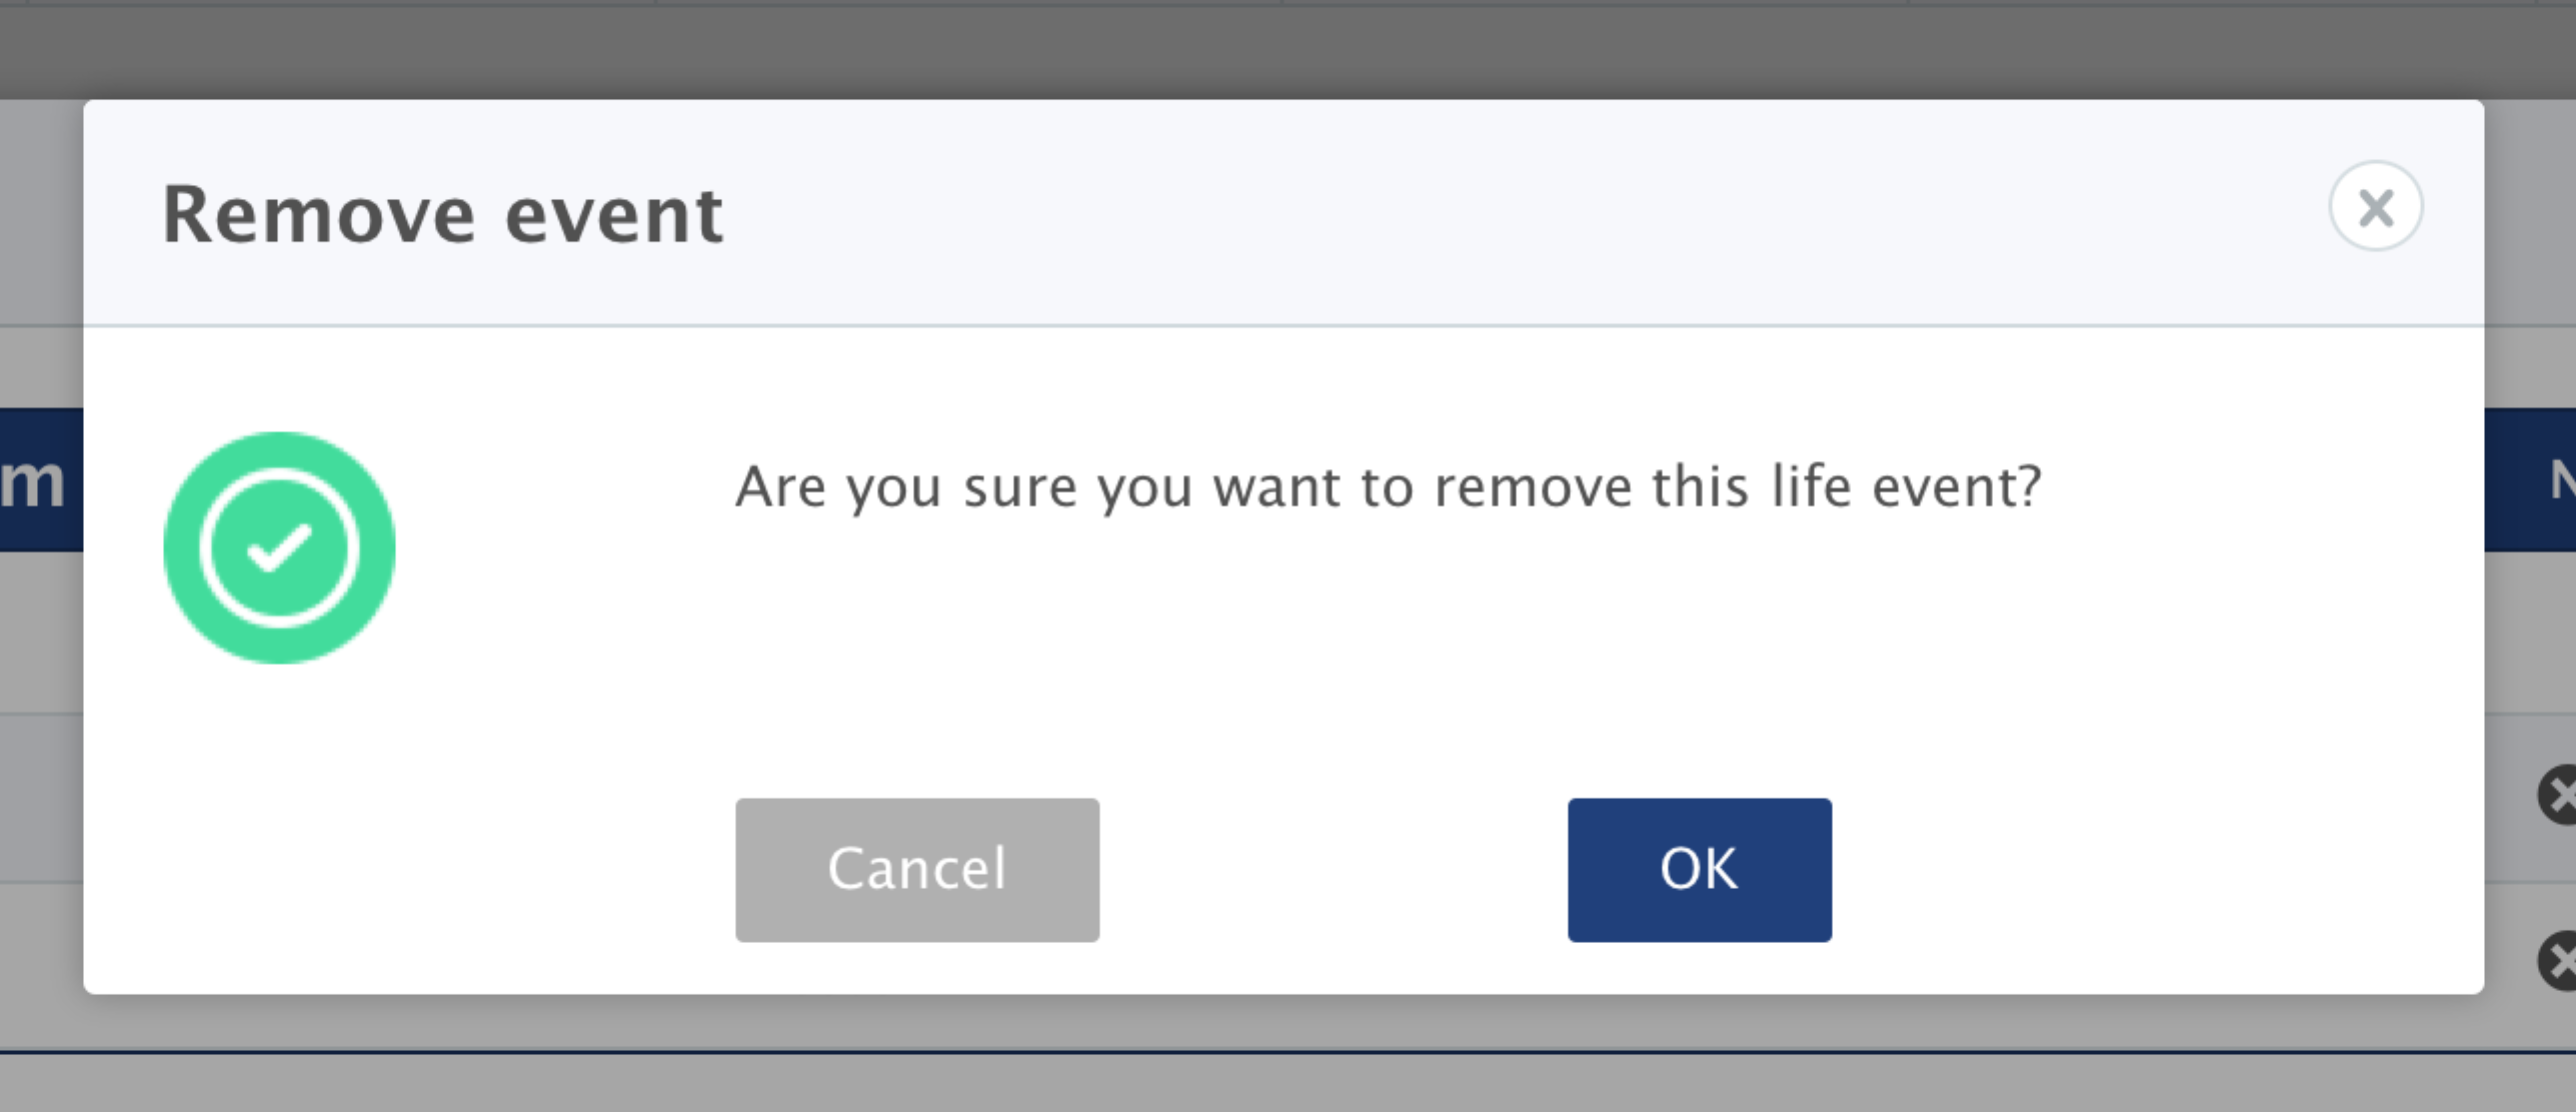 Remove event
m
Are you sure you want to remove this life event?
N
Cancel
OK